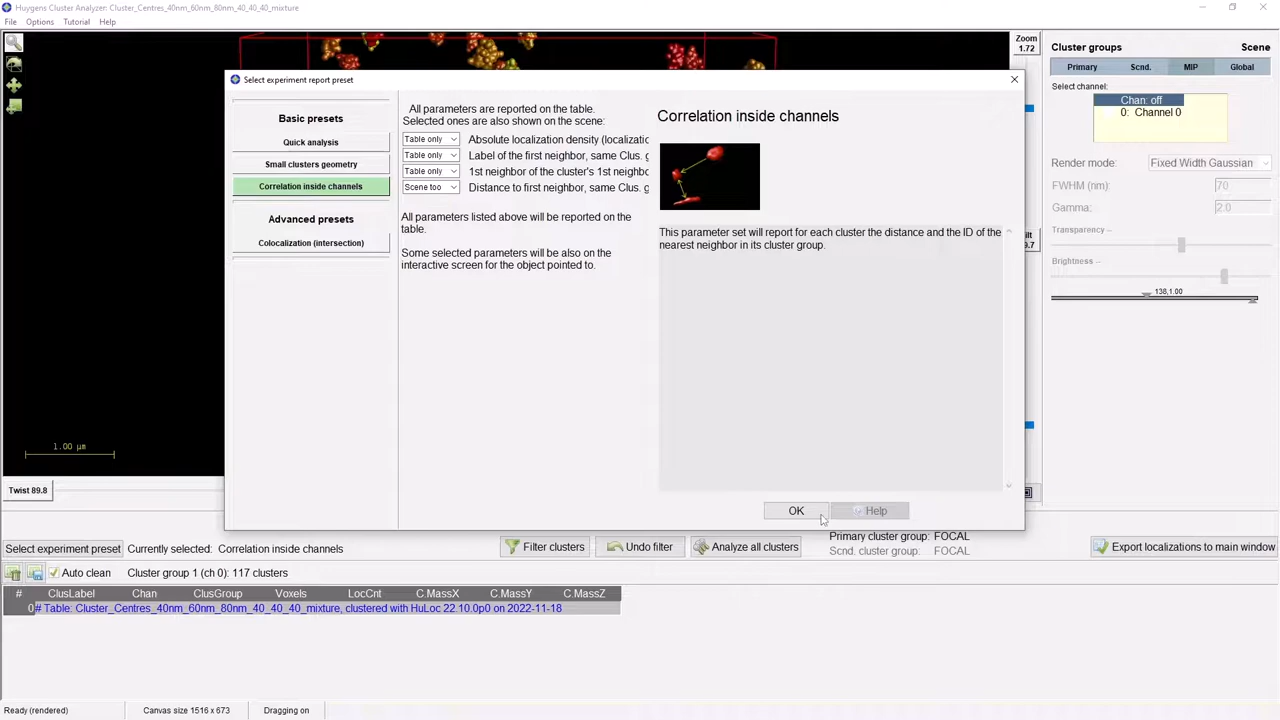 Huygens Cluster Analyzer: Cluster_Centres_40nm_60nm_80nm_40_40_40_mixture
File Options Tutorial Help
Zoom
1.72
Cluster groups Scene
Primary Scnd. MIP Global
Select channel:
Chan: off
0: Channel 0
Render mode: Fixed Width Gaussian
FWHM (nm): 70
Gamma: 2.0
Transparency --
Brightness --
138,1.00
Select experiment report preset
Basic presets
Quick analysis
Small clusters geometry
Correlation inside channels
Advanced presets
Colocalization (intersection)
All parameters are reported on the table.
Selected ones are also shown on the scene:
Table only Absolute localization density (localizatio
Table only Label of the first neighbor, same Clus. g
Table only 1st neighbor of the cluster's 1st neighbo
Scene too Distance to first neighbor, same Clus. g
All parameters listed above will be reported on the
table.
Some selected parameters will be also on the
interactive screen for the object pointed to.
Correlation inside channels
This parameter set will report for each cluster the distance and the ID of the
nearest neighbor in its cluster group.
OK Help
1.00 µm
Twist 89.8
ilt
9.7
Select experiment preset Currently selected: Correlation inside channels
Filter clusters Undo filter Analyze all clusters
Primary cluster group: FOCAL
Scnd. cluster group: FOCAL
Export localizations to main window
Auto clean Cluster group 1 (ch 0): 117 clusters
# ClusLabel Chan ClusGroup Voxels LocCnt C.MassX C.MassY C.MassZ
0 # Table: Cluster_Centres_40nm_60nm_80nm_40_40_40_mixture, clustered with HuLoc 22.10.0p0 on 2022-11-18
Ready (rendered) Canvas size 1516 x 673 Dragging on